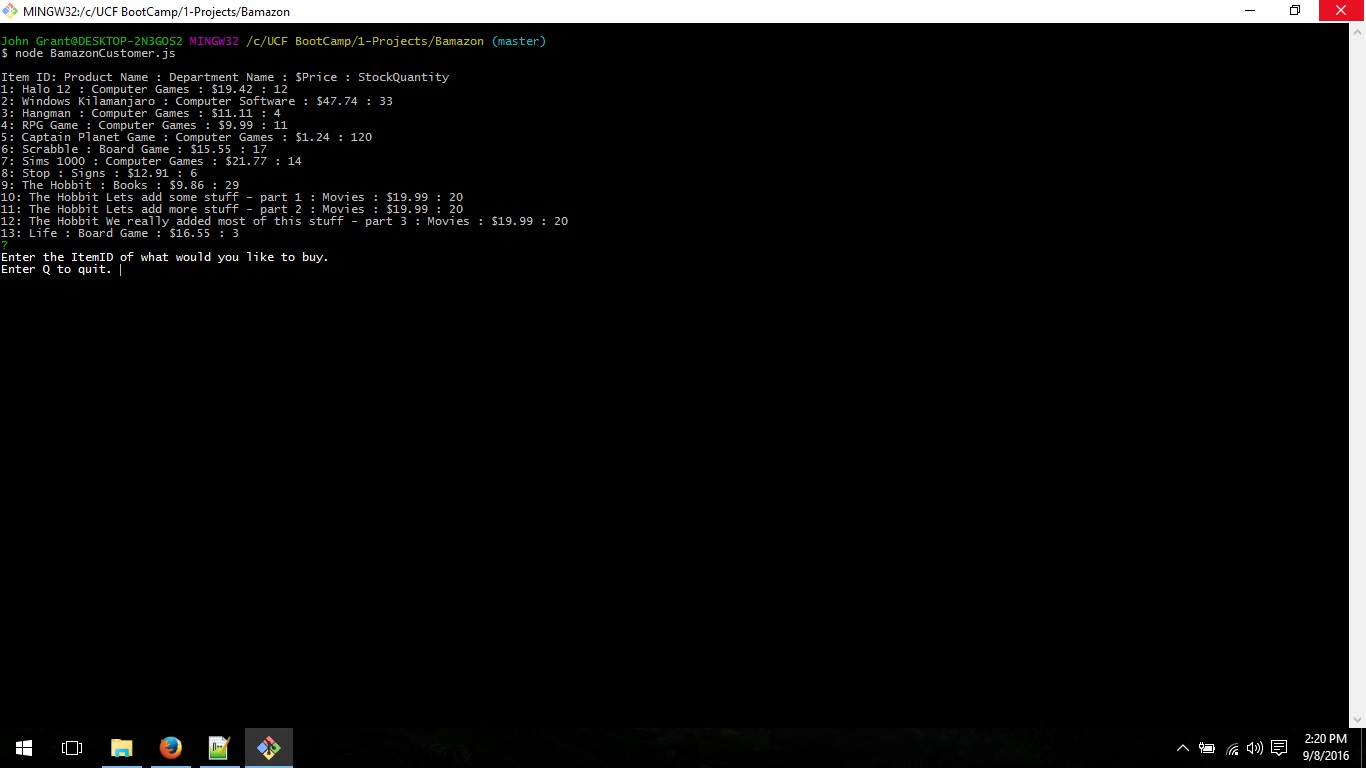 MINGW32:/c/UCF BootCamp/1-Projects/Bamazon
John Grant@DESKTOP-2N3GOS2 MINGW32 /c/UCF BootCamp/1-Projects/Bamazon (master)
$ node BamazonCustomer.js
Item ID: Product Name : Department Name : $Price : StockQuantity
1: Halo 12 : Computer Games : $19.42 : 12
2: Windows Kilamanjaro : Computer Software : $47.74 : 33
3: Hangman : Computer Games : $11.11 : 4
4: RPG Game : Computer Games : $9.99 : 11
5: Captain Planet Game : Computer Games : $1.24 : 120
6: Scrabble : Board Game : $15.55 : 17
7: Sims 1000 : Computer Games : $21.77 : 14
8: Stop : Signs : $12.91 : 6
9: The Hobbit : Books : $9.86 : 29
10: The Hobbit Lets add some stuff - part 1 : Movies : $19.99 : 20
11: The Hobbit Lets add more stuff - part 2 : Movies : $19.99 : 20
12: The Hobbit We really added most of this stuff - part 3 : Movies : $19.99 : 20
13: Life : Board Game : $16.55 : 3
?
Enter the ItemID of what would you like to buy.
Enter Q to quit.
2:20 PM
9/8/2016